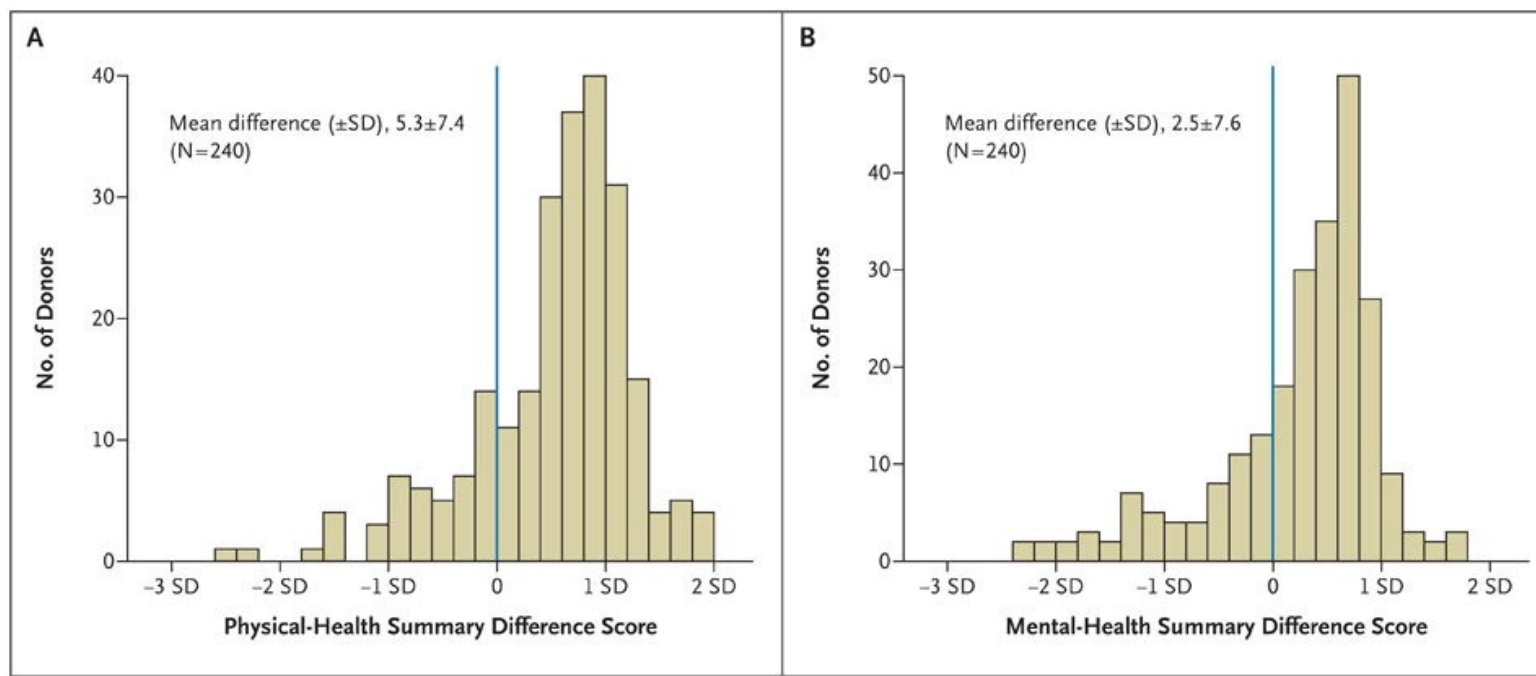 A
Mean difference (±SD), 5.3±7.4
(N=240)
No. of Donors
40
30
20
10
0
–3 SD –2 SD –1 SD 0 1 SD 2 SD
Physical-Health Summary Difference Score
B
Mean difference (±SD), 2.5±7.6
(N=240)
No. of Donors
50
40
30
20
10
0
–3 SD –2 SD –1 SD 0 1 SD 2 SD
Mental-Health Summary Difference Score